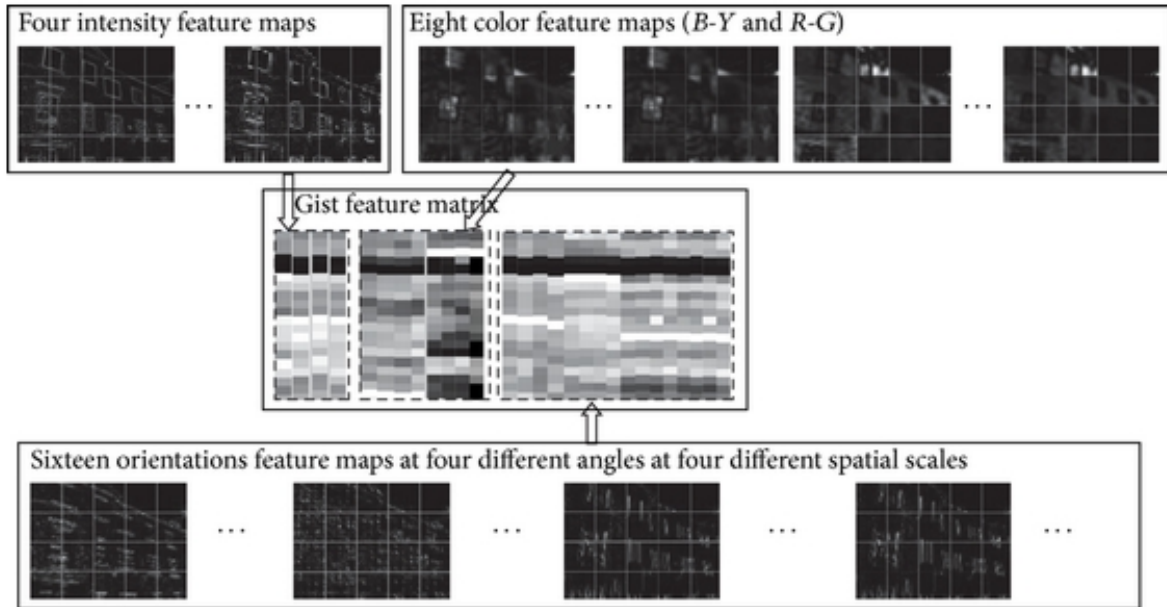 Four intensity feature maps
Eight color feature maps (B-Y and R-G)
... ... ...
Gist feature matrix
Sixteen orientations feature maps at four different angles at four different spatial scales
... ... ... ...